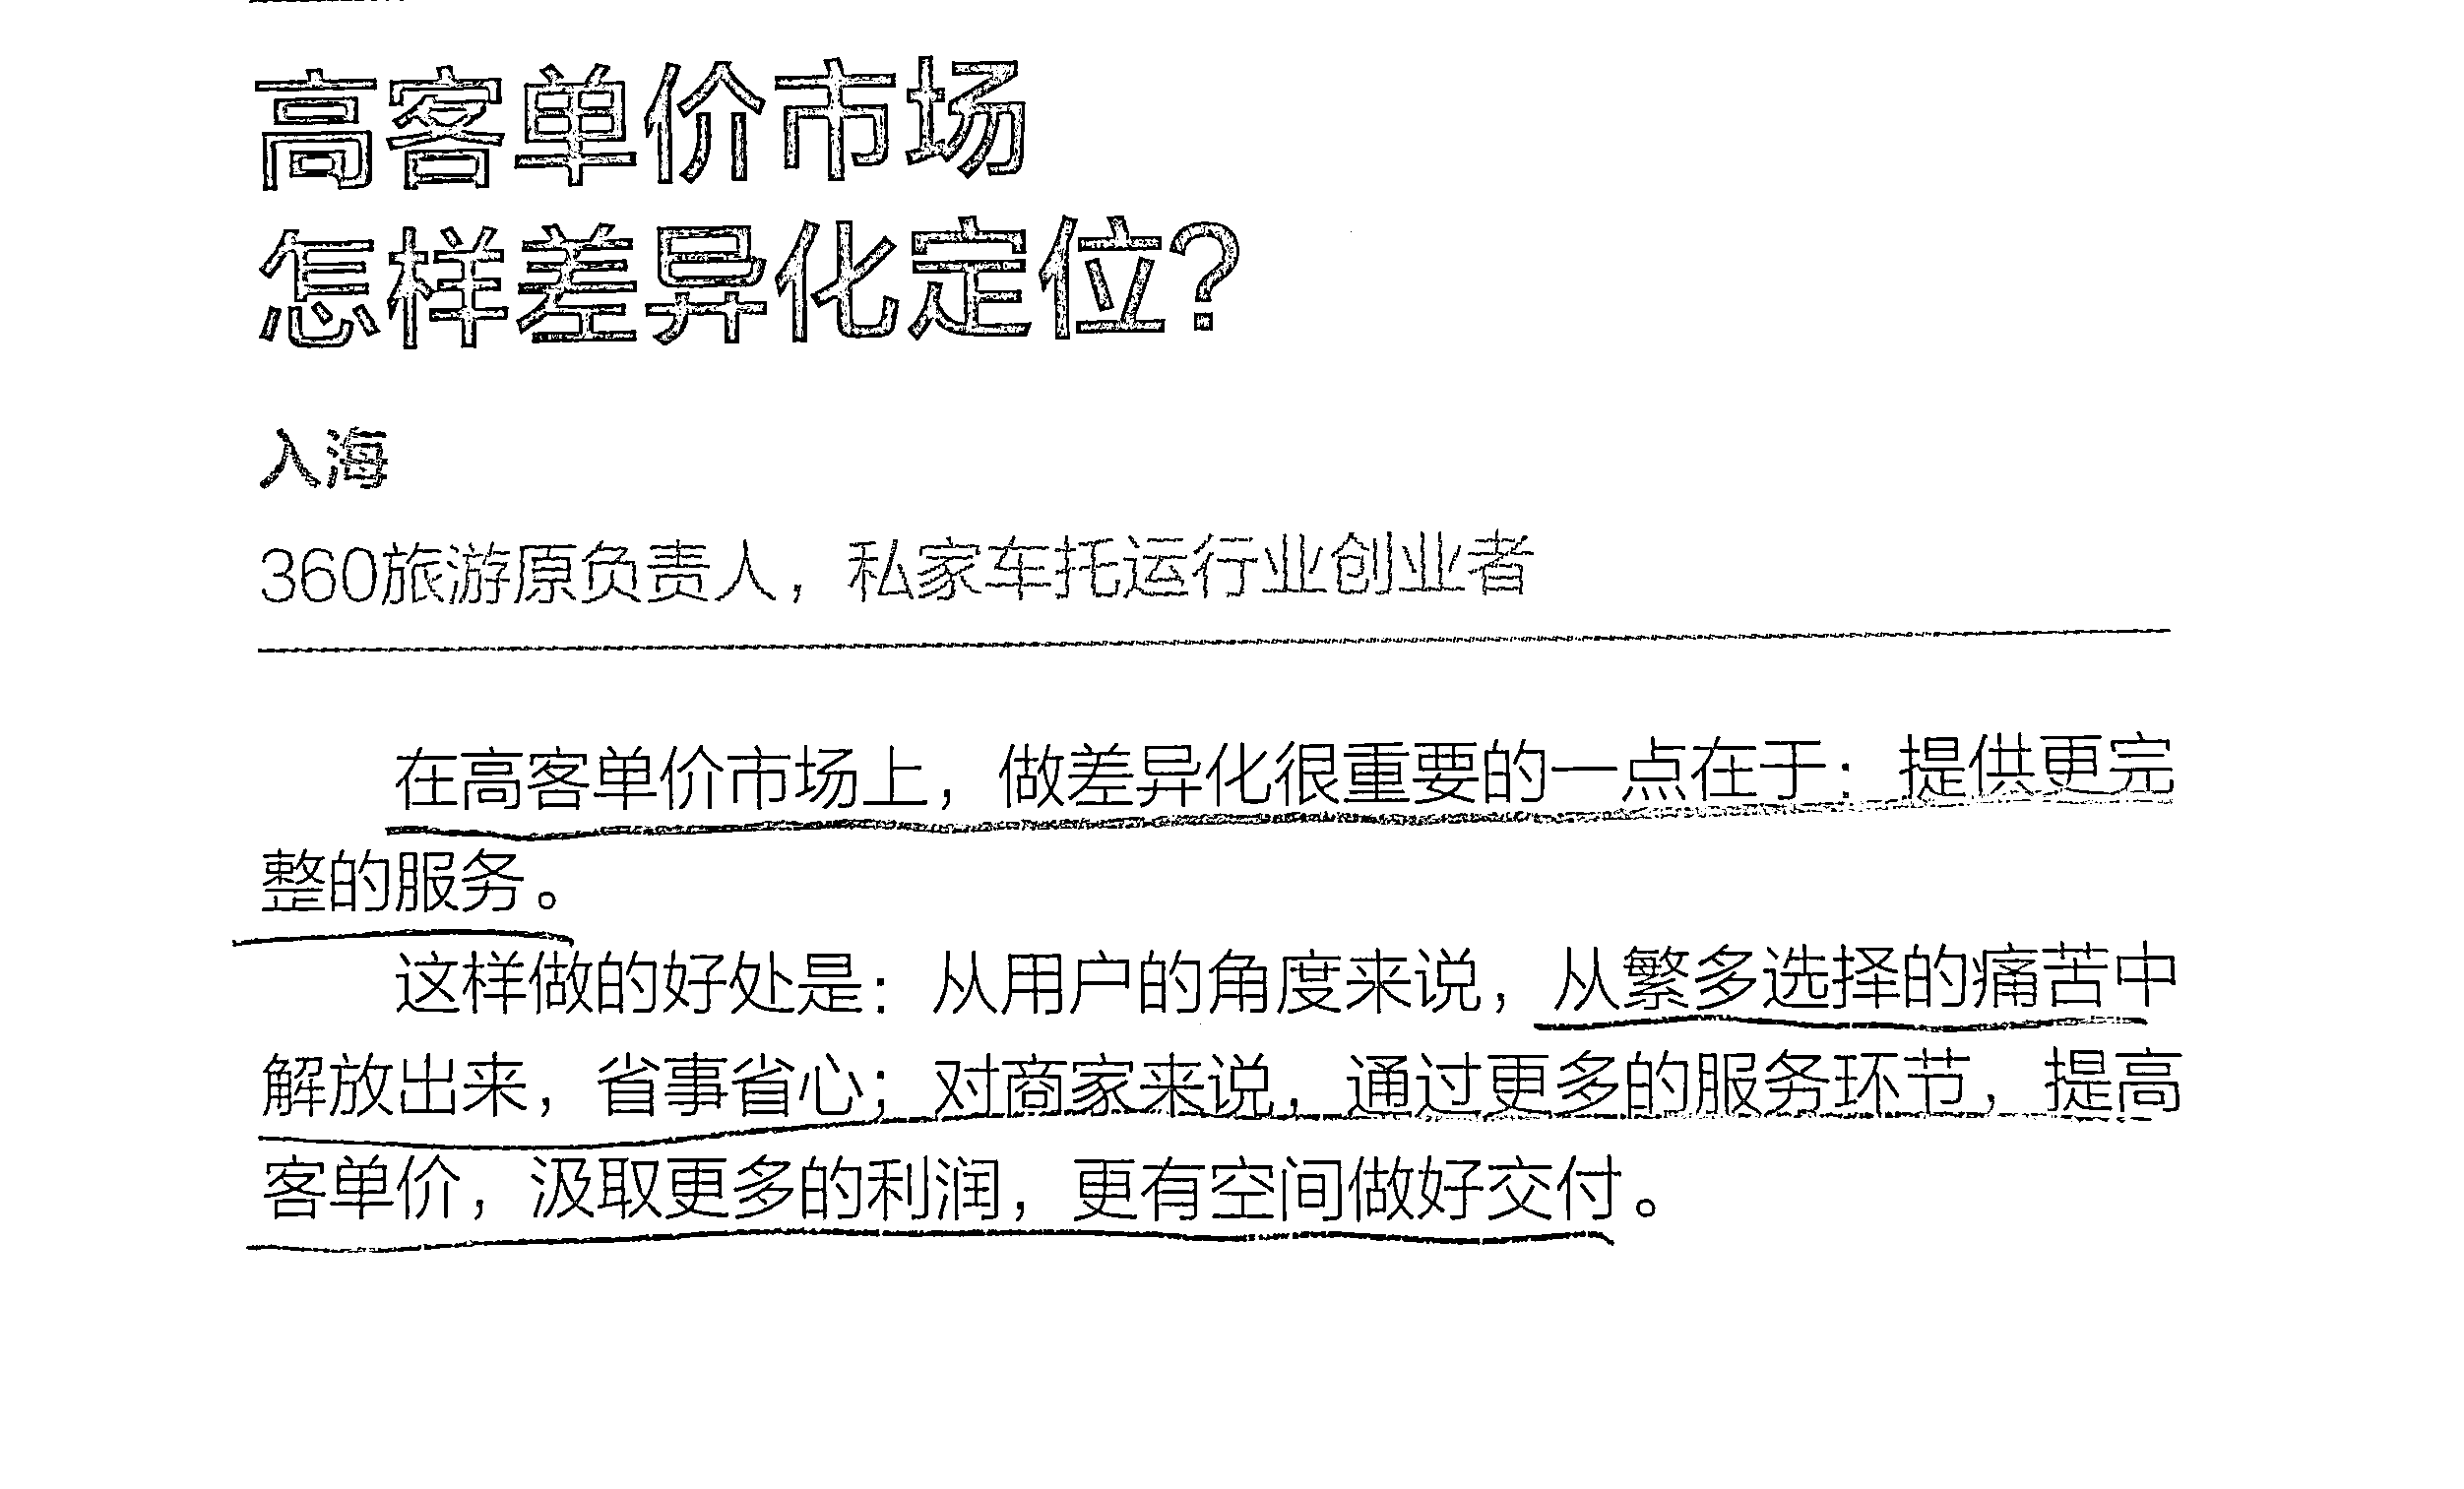 高客单价市场
怎样差异化定位?
入海
360旅游原负责人，私家车托运行业创业者
在高客单价市场上，做差异化很重要的一点在于：提供更完
整的服务。
这样做的好处是：从用户的角度来说，从繁多选择的痛苦中
解放出来，省事省心；对商家来说，通过更多的服务环节，提高
客单价，汲取更多的利润，更有空间做好交付。